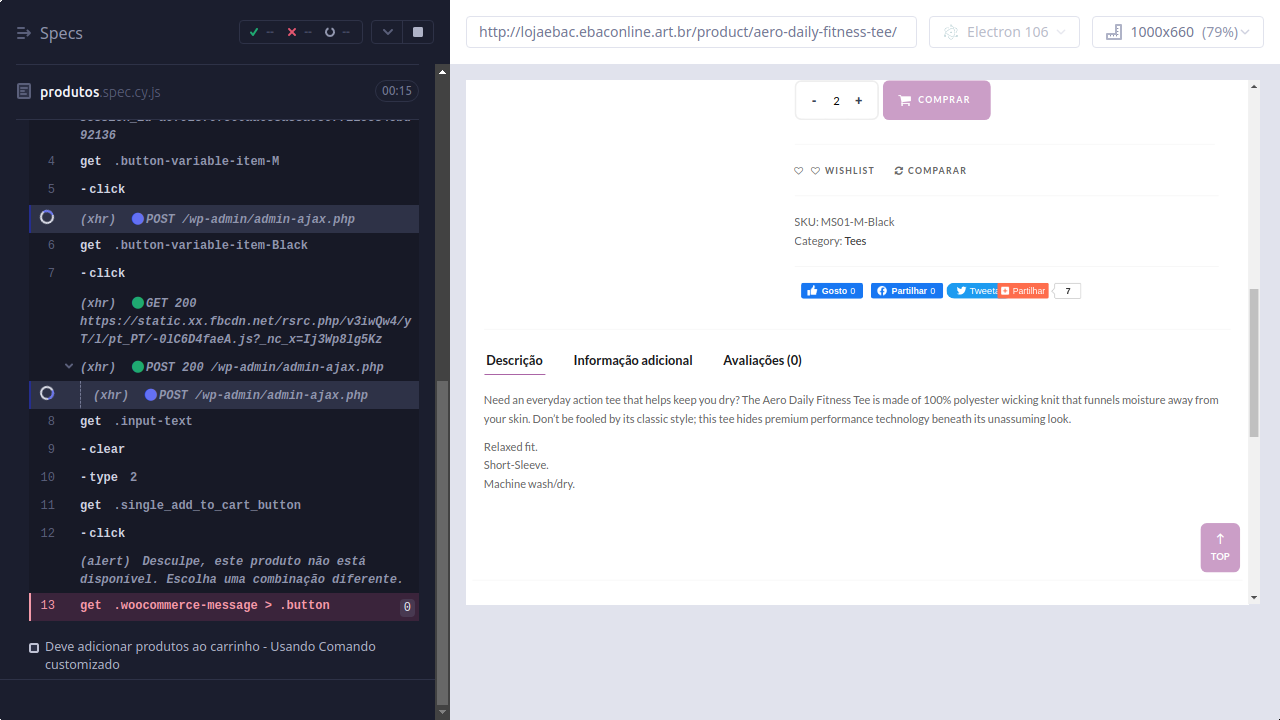 Specs
-- -- --
produtos.spec.cy.js
00:15
92136
4 get .button-variable-item-M
5 -click
(xhr) POST /wp-admin/admin-ajax.php
6 get .button-variable-item-Black
7 -click
(xhr) GET 200
https://static.xx.fbcdn.net/rsrc.php/v3iwQw4/y
T/l/pt_PT/-0lC6D4faeA.js?_nc_x=Ij3Wp8lg5Kz
(xhr) POST 200 /wp-admin/admin-ajax.php
(xhr) POST /wp-admin/admin-ajax.php
8 get .input-text
9 -clear
10 -type 2
11 get .single_add_to_cart_button
12 -click
(alert) Desculpe, este produto não está
disponível. Escolha uma combinação diferente.
13 get .woocommerce-message > .button 0
Deve adicionar produtos ao carrinho - Usando Comando
customizado
http://lojaebac.ebaconline.art.br/product/aero-daily-fitness-tee/
Electron 106
1000x660 (79%)
- 2 + COMPRAR
WISHLIST COMPARAR
SKU: MS01-M-Black
Category: Tees
Gosto 0 Partilhar 0 Tweeta Partilhar 7
Descrição Informação adicional Avaliações (0)
Need an everyday action tee that helps keep you dry? The Aero Daily Fitness Tee is made of 100% polyester wicking knit that funnels moisture away from
your skin. Don't be fooled by its classic style; this tee hides premium performance technology beneath its unassuming look.
Relaxed fit.
Short-Sleeve.
Machine wash/dry.
TOP